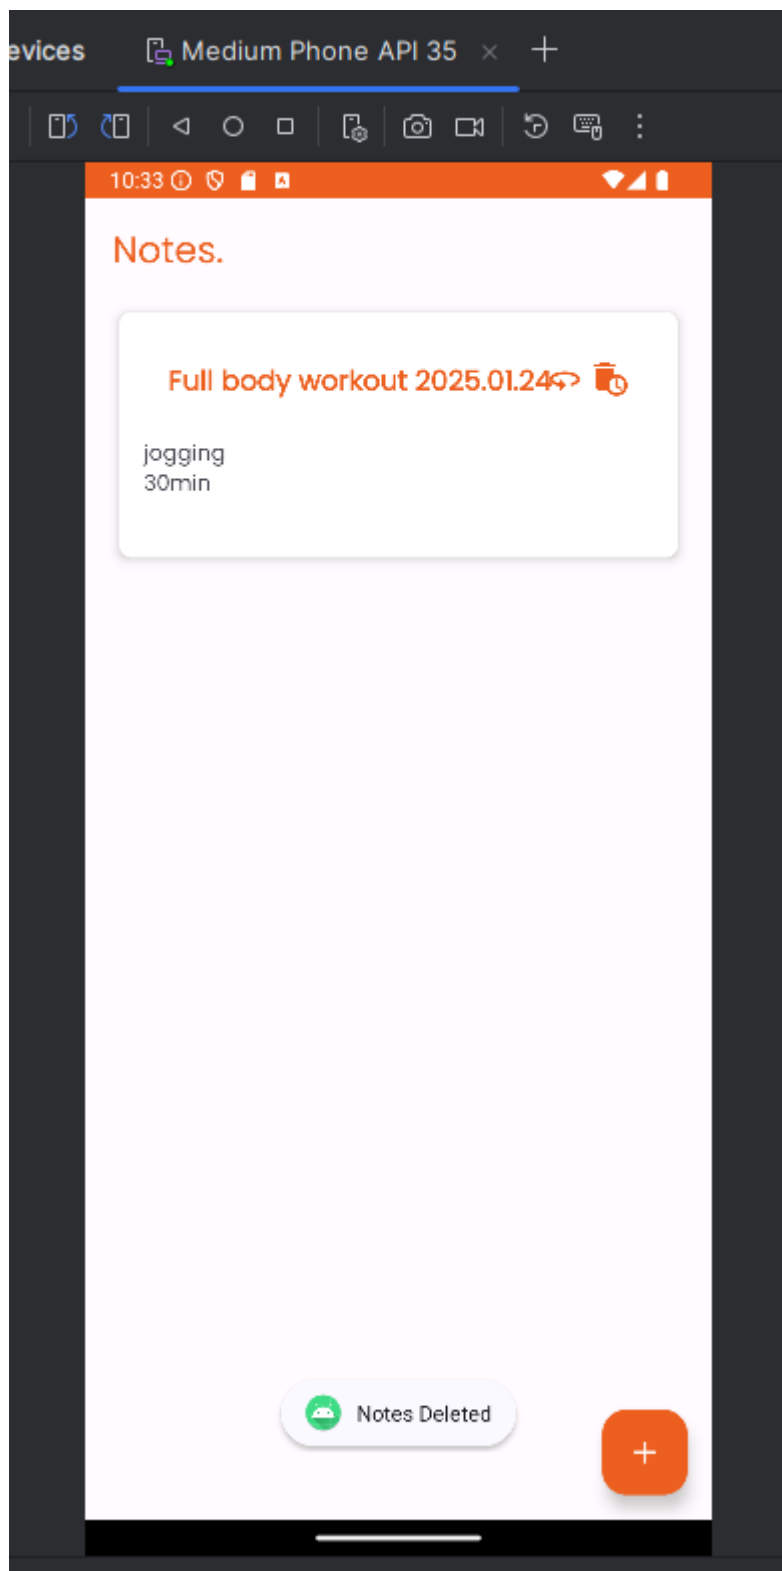 evices
Medium Phone API 35
10:33
Notes.
Full body workout 2025.01.24
jogging
30min
Notes Deleted